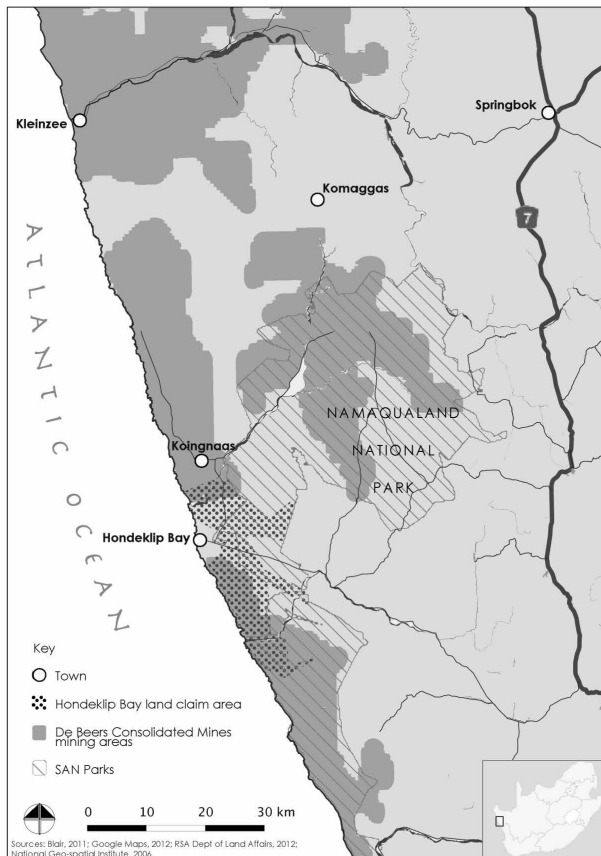 Kleinzee
Springbok
Komaggas
7
ATLANTIC OCEAN
NAMAQUALAND
NATIONAL
PARK
Koingnaas
Hondeklip Bay
Key
Town
Hondeklip Bay land claim area
De Beers Consolidated Mines
mining areas
SAN Parks
0 10 20 30 km
Sources: Blair, 2011; Google Maps, 2012; RSA Dept of Land Affairs, 2012;
National Geo-spatial Institute, 2006